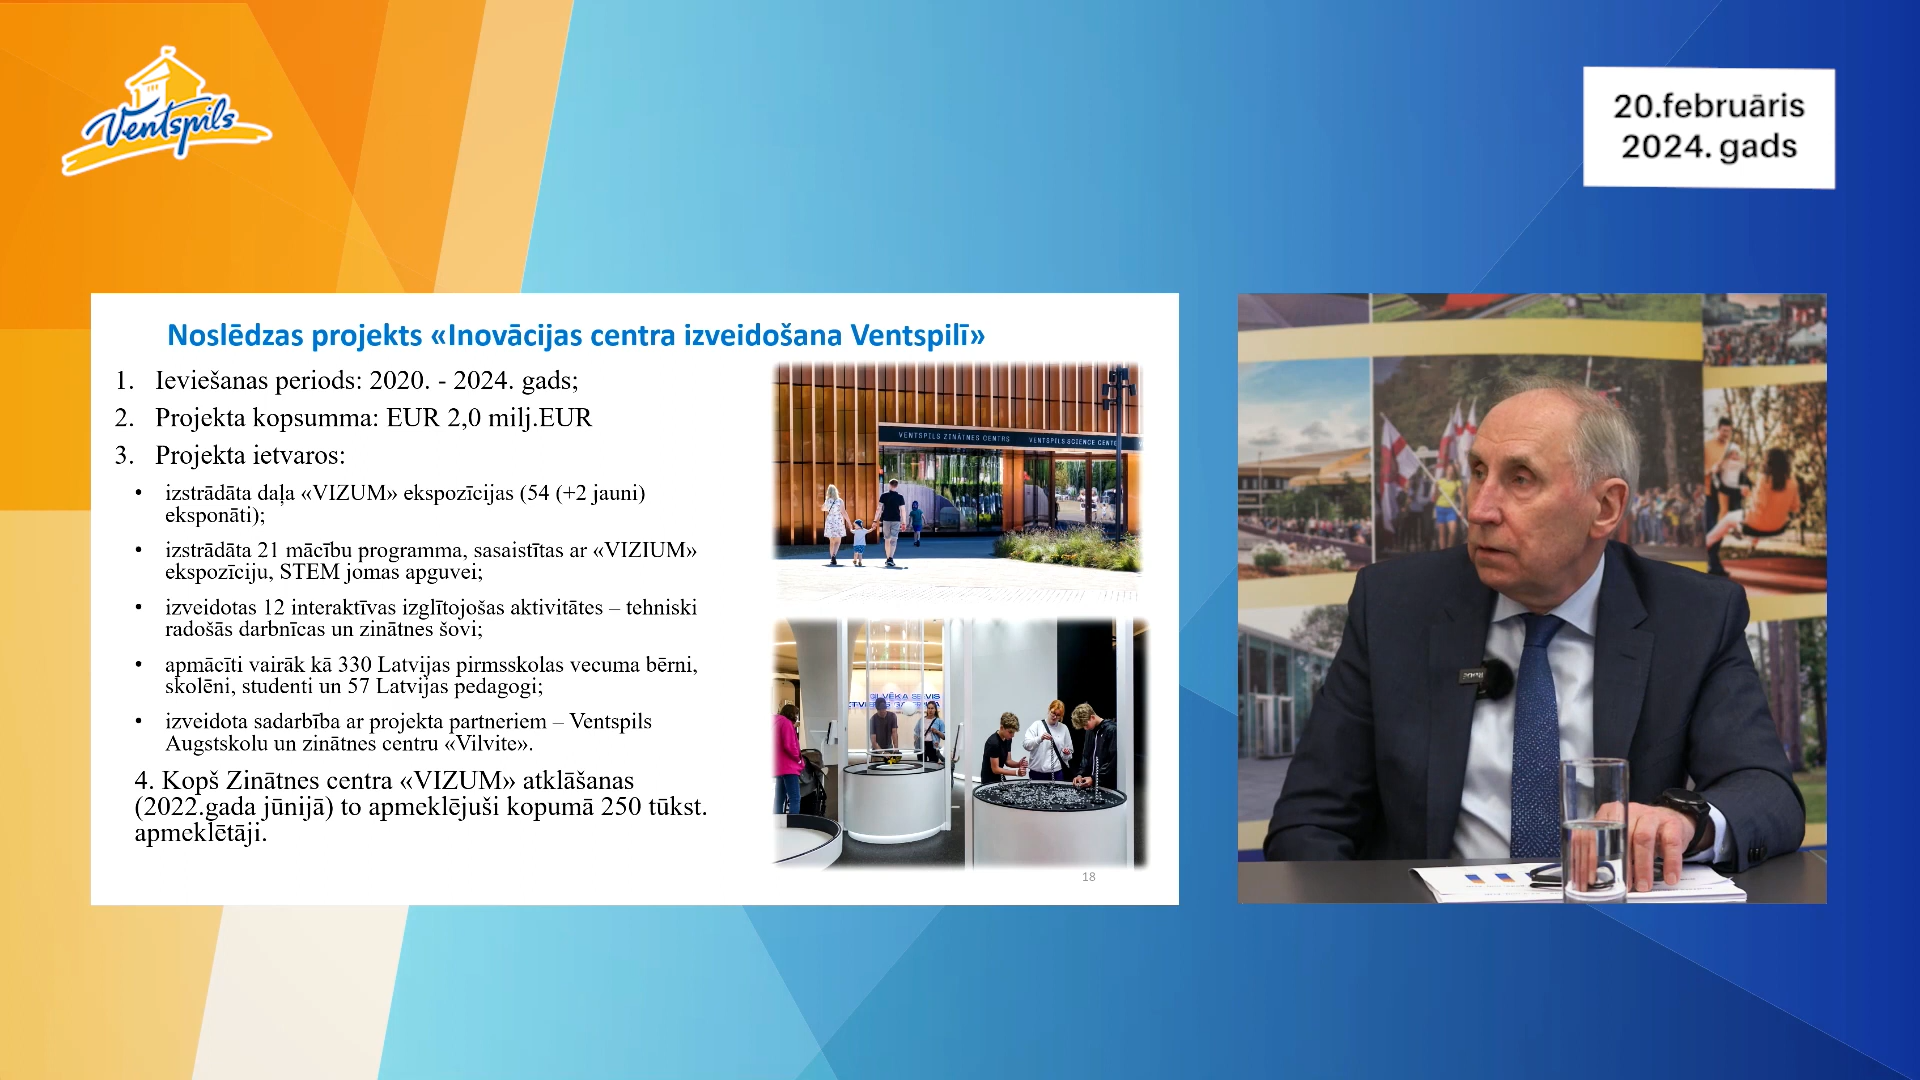 Ventspils
20.februāris
2024. gads
Noslēdzas projekts «Inovācijas centra izveidošana Ventspilī»
1. Ieviešanas periods: 2020. - 2024. gads;
2. Projekta kopsumma: EUR 2,0 milj.EUR
3. Projekta ietvaros:
• izstrādāta daļa «VIZUM» ekspozīcijas (54 (+2 jauni)
eksponāti);
• izstrādāta 21 mācību programma, sasaistītas ar «VIZIUM»
ekspozīciju, STEM jomas apguvei;
• izveidotas 12 interaktīvas izglītojošas aktivitātes – tehniski
radošās darbnīcas un zinātnes šovi;
• apmācīti vairāk kā 330 Latvijas pirmsskolas vecuma bērni,
skolēni, studenti un 57 Latvijas pedagogi;
• izveidota sadarbība ar projekta partneriem – Ventspils
Augstskolu un zinātnes centru «Vilvite».
4. Kopš Zinātnes centra «VIZUM» atklāšanas
(2022.gada jūnijā) to apmeklējuši kopumā 250 tūkst.
apmeklētāji.
VENTSPILS ZINĀTNES CENTRS VENTSPILS SCIENCE CENTE
18